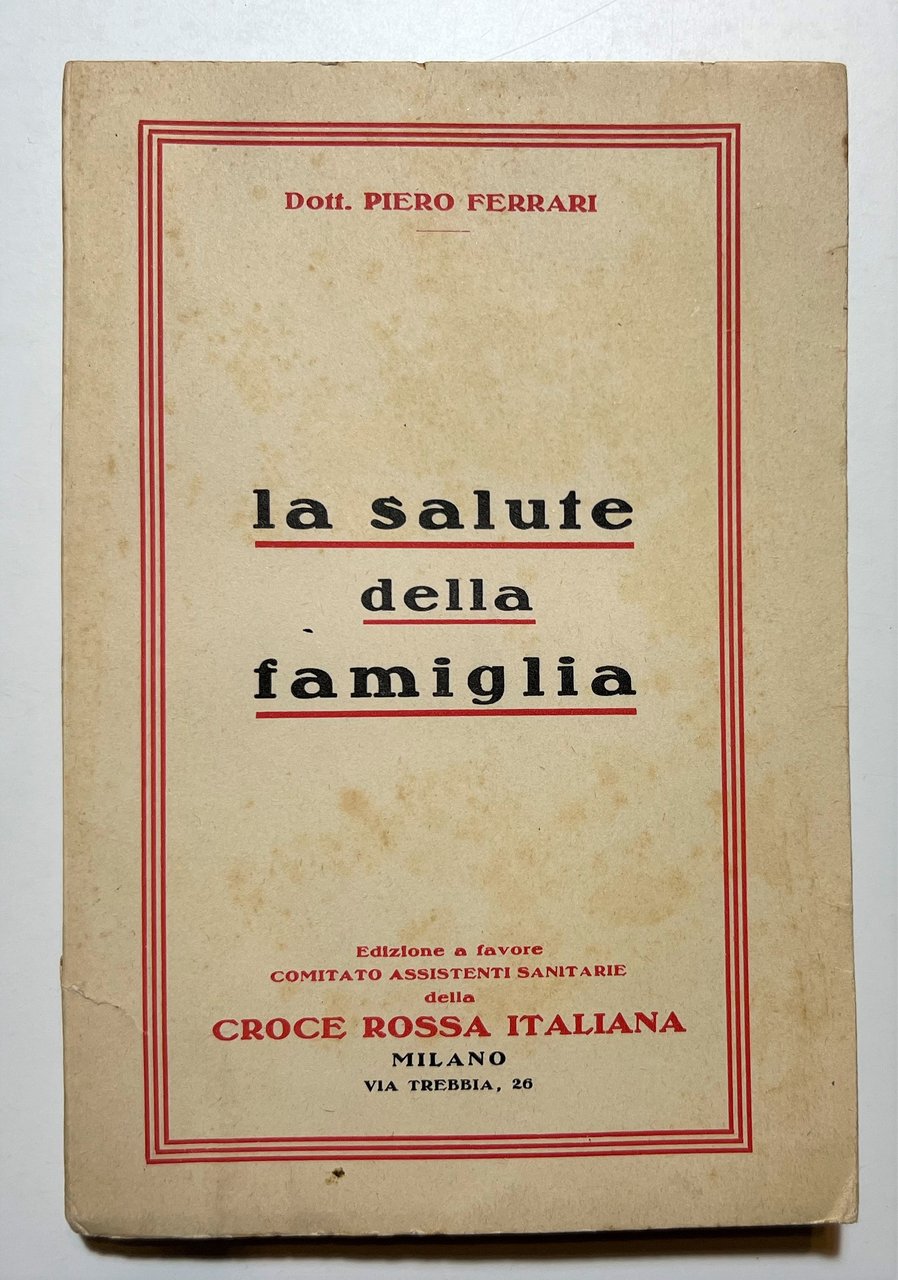 Dott. PIERO FERRARI
la salute
della
famiglia
Edizione a favore
COMITATO ASSISTENTI SANITARIE
della
CROCE ROSSA ITALIANA
MILANO
VIA TREBBIA, 26